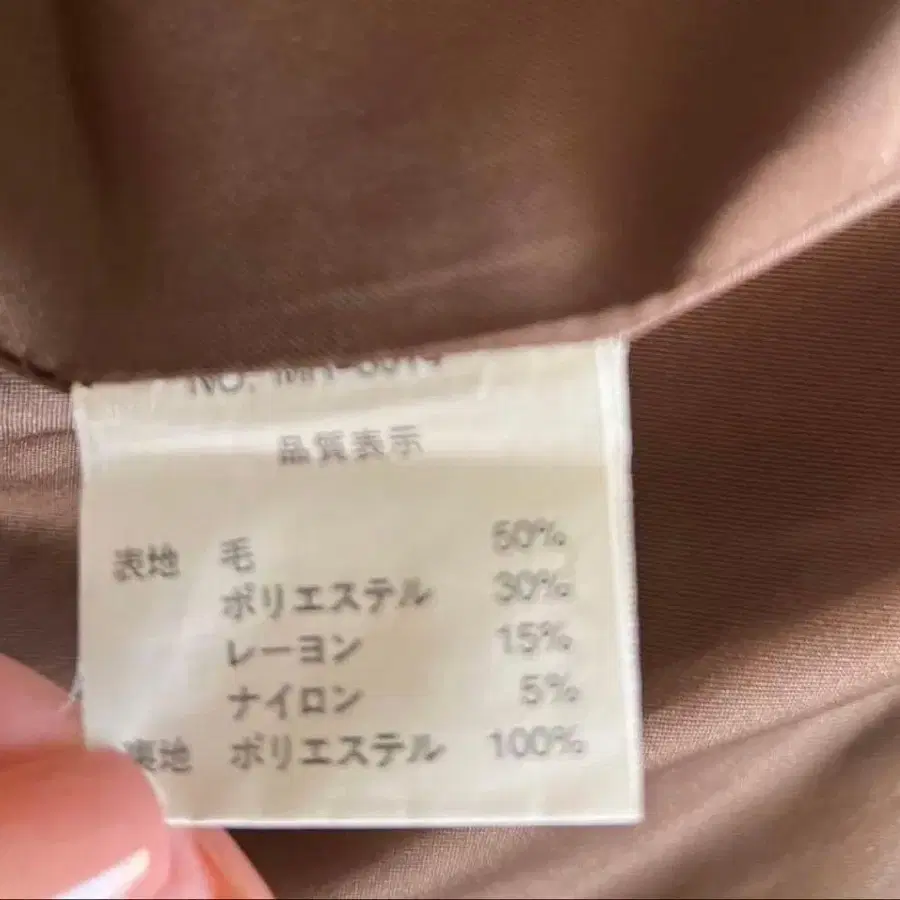 NO.
品質表示
表地 毛 50%
ポリエステル 30%
レーヨン 15%
ナイロン 5%
裏地 ポリエステル 100%